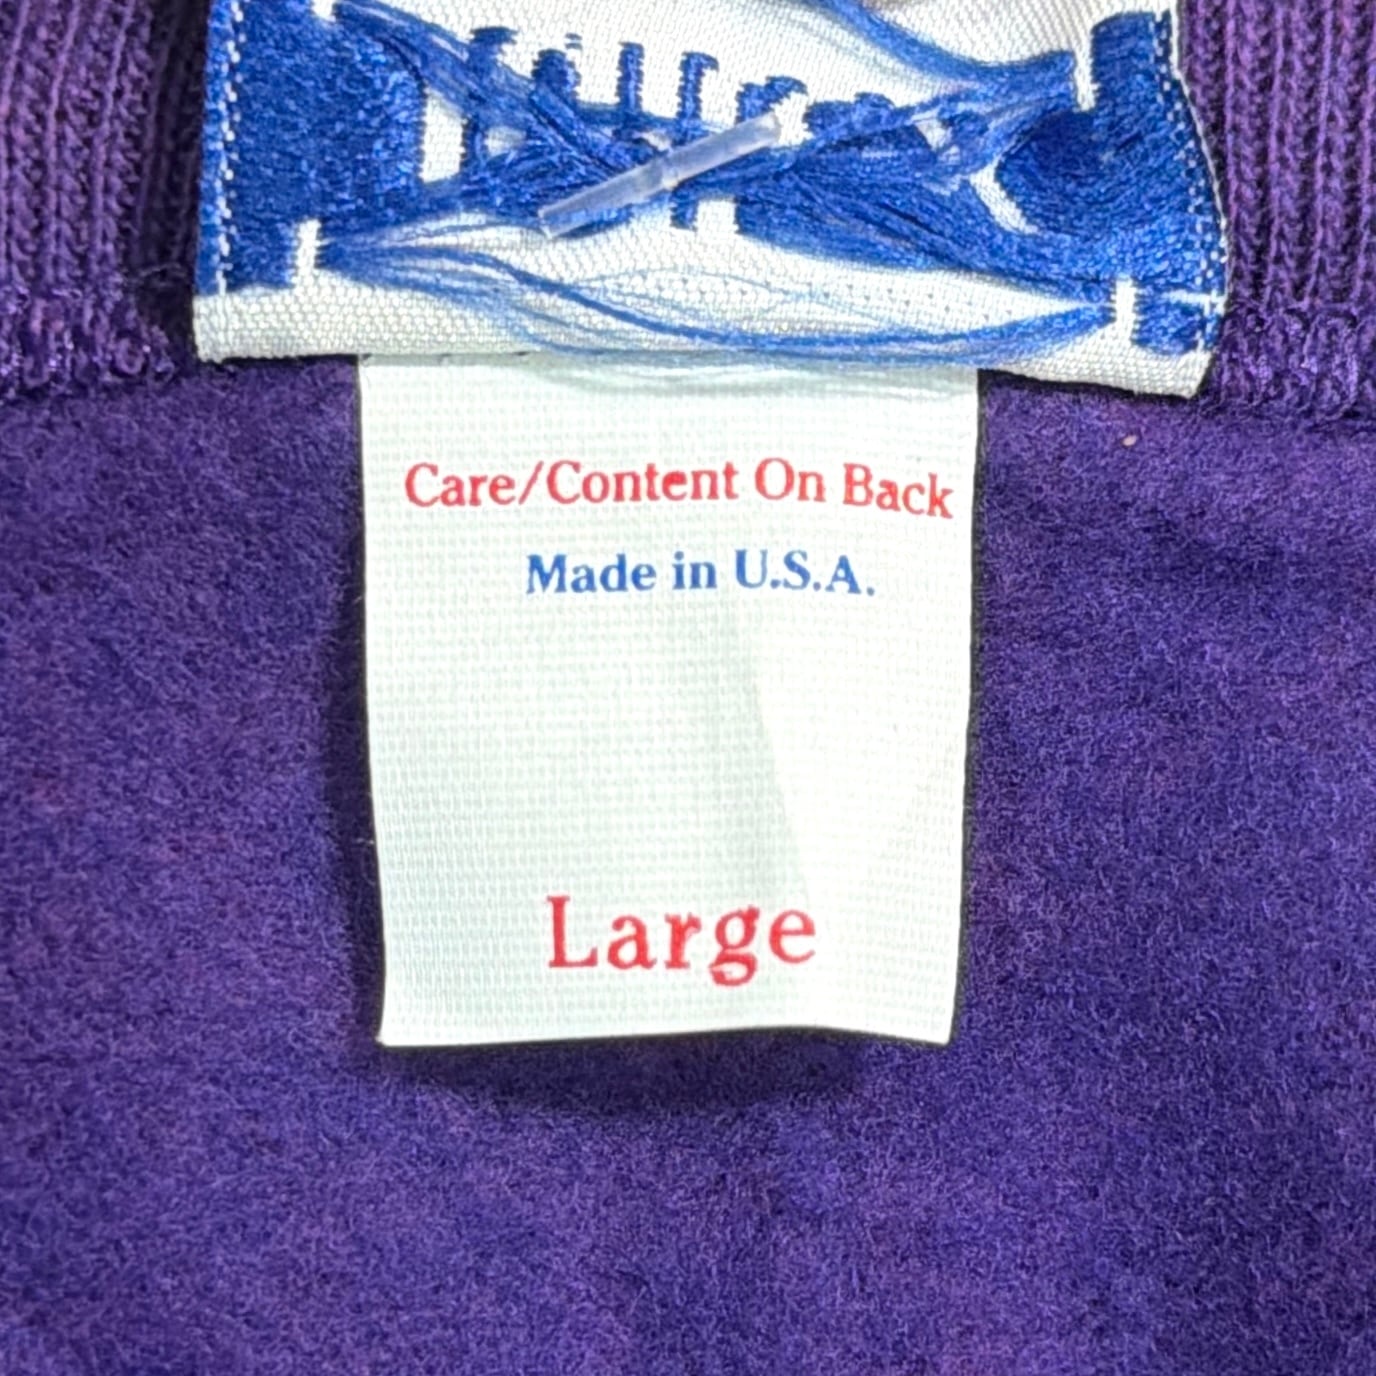 Care/Content On Back
Made in U.S.A.
Large